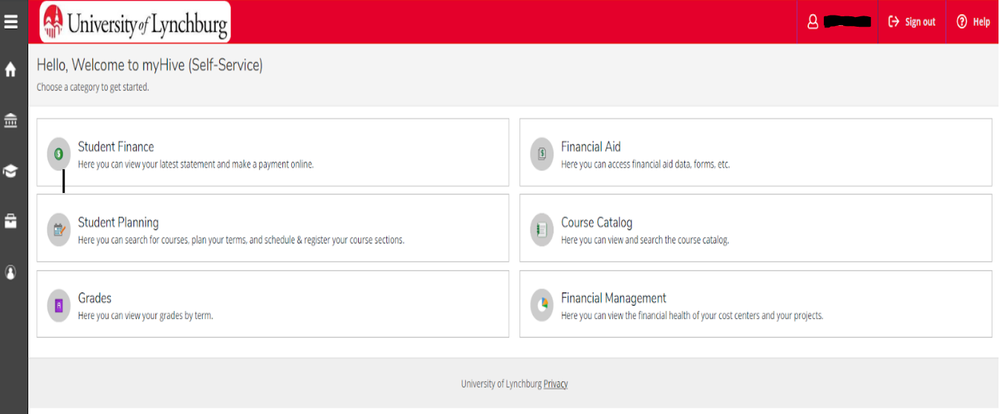 University of Lynchburg
Sign out
Help
Hello, Welcome to myHive (Self-Service)
Choose a category to get started.
Student Finance
Here you can view your latest statement and make a payment online.
Financial Aid
Here you can access financial aid data, forms, etc.
Student Planning
Here you can search for courses, plan your terms, and schedule & register your course sections.
Course Catalog
Here you can view and search the course catalog.
Grades
Here you can view your grades by term.
Financial Management
Here you can view the financial health of your cost centers and your projects.
University of Lynchburg Privacy